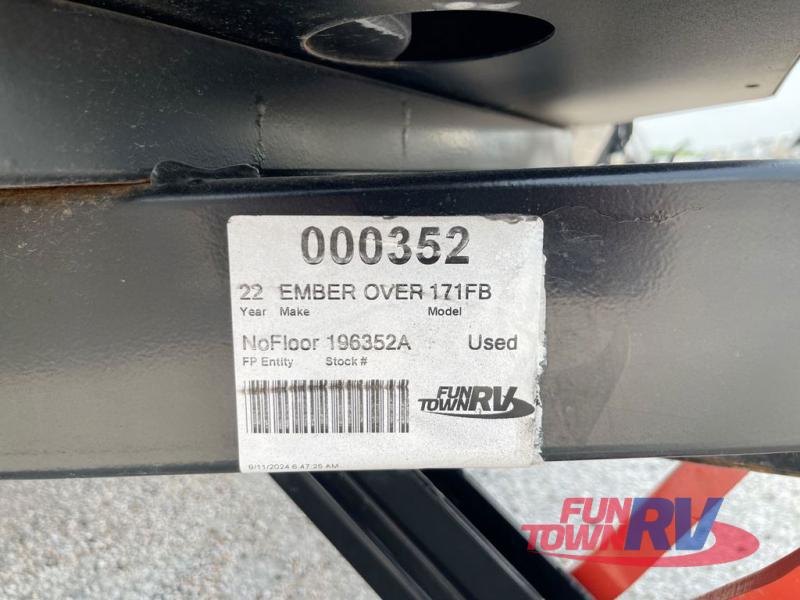 000352
22 EMBER OVER 171FB
Year Make Model
NoFloor 196352A Used
FP Entity Stock #
FUN TOWN RV
9/11/2024 6:47:25 AM
FUN TOWN RV